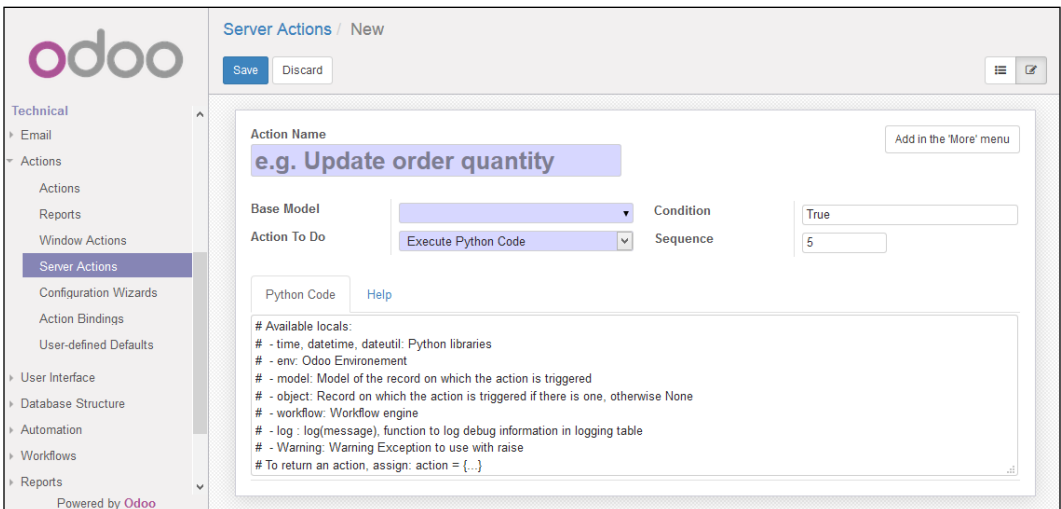 odoo
Technical
Email
Actions
Actions
Reports
Window Actions
Server Actions
Configuration Wizards
Action Bindings
User-defined Defaults
User Interface
Database Structure
Automation
Workflows
Reports
Powered by Odoo
Server Actions / New
Save Discard
Action Name
Add in the 'More' menu
e.g. Update order quantity
Base Model
Condition True
Action To Do Execute Python Code
Sequence 5
Python Code Help
# Available locals:
# - time, datetime, dateutil: Python libraries
# - env: Odoo Environement
# - model: Model of the record on which the action is triggered
# - object: Record on which the action is triggered if there is one, otherwise None
# - workflow: Workflow engine
# - log : log(message), function to log debug information in logging table
# - Warning: Warning Exception to use with raise
# To return an action, assign: action = {...}